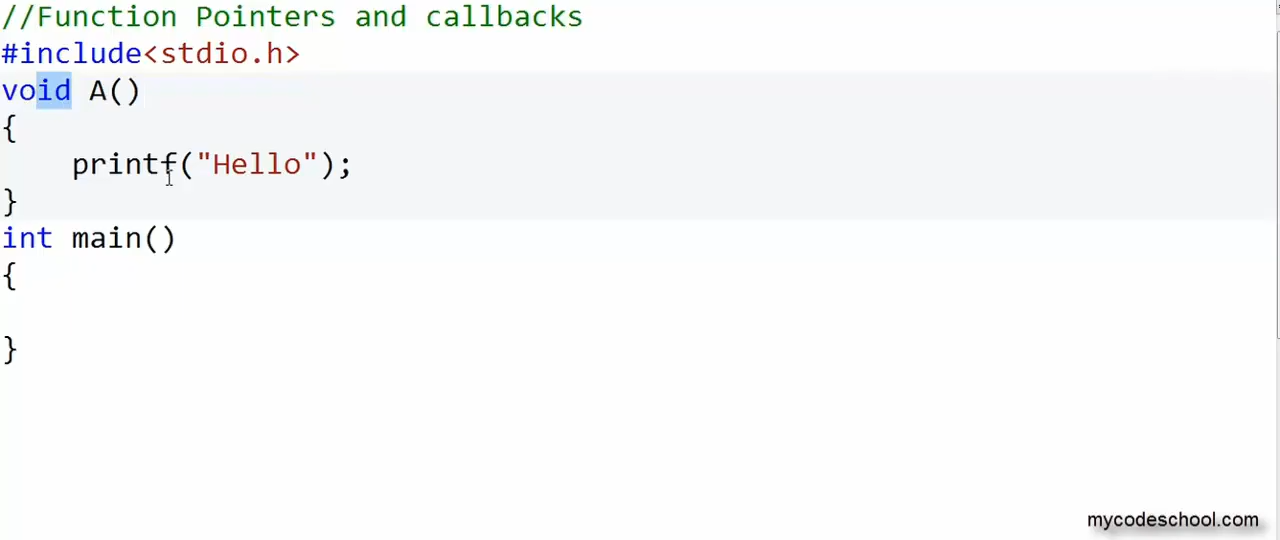 //Function Pointers and callbacks
#include<stdio.h>
void A()
{
    printf("Hello");
}
int main()
{

}
mycodeschool.com